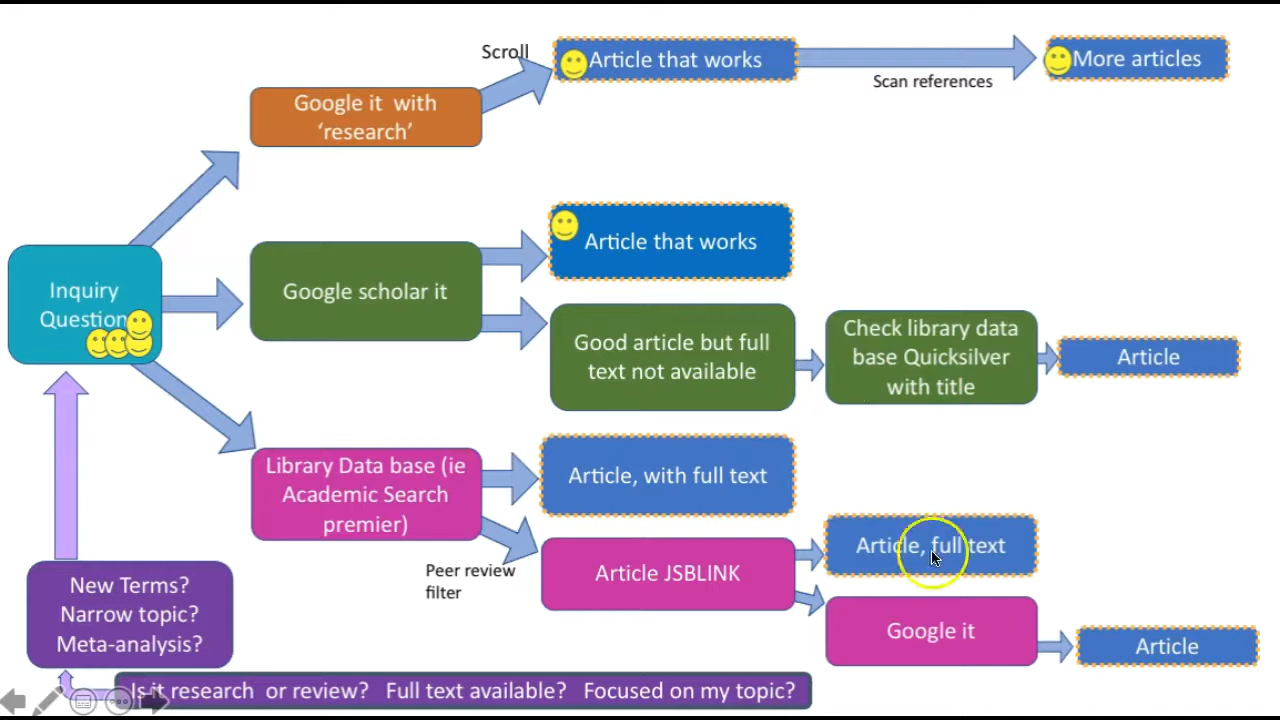 Scroll
Article that works
More articles
Scan references
Google it with
‘research’
Article that works
Inquiry
Question
Google scholar it
Good article but full
text not available
Check library data
base Quicksilver
with title
Article
Library Data base (ie
Academic Search
premier)
Article, with full text
Peer review
filter
Article JSBLINK
Article, full text
Google it
Article
New Terms?
Narrow topic?
Meta-analysis?
Is it research or review? Full text available? Focused on my topic?